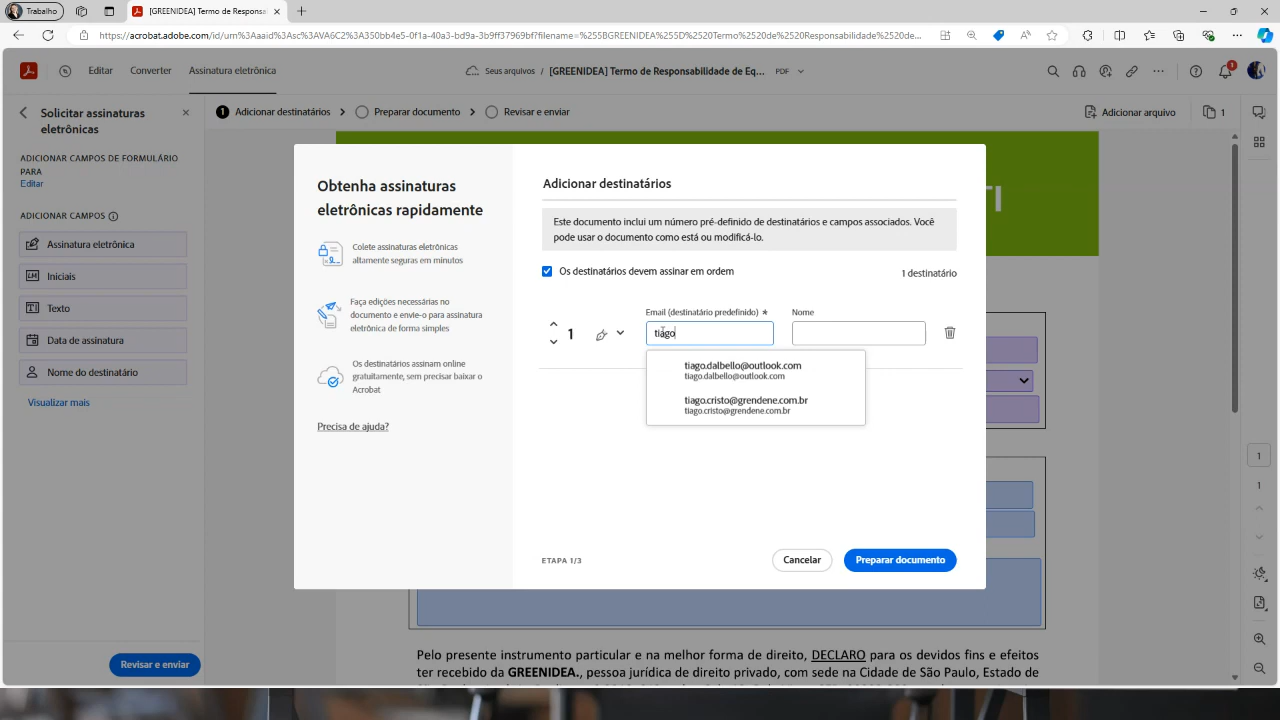 Trabalho
[GREENIDEA] Termo de Responsa
https://acrobat.adobe.com/id/urn%3Aaaid%3Asc%3AVA6C2%3A350bb4e5-0f1a-40a3-bd9a-3b9ff37969bf?filename=%255BGREENIDEA%255D%2520Termo%2520de%2520Responsabilidade%2520de...
Editar
Converter
Assinatura eletrônica
Seus arquivos / [GREENIDEA] Termo de Responsabilidade de Eq... PDF
1
Solicitar assinaturas
eletrônicas
1 Adicionar destinatários
Preparar documento
Revisar e enviar
Adicionar arquivo
1
ADICIONAR CAMPOS DE FORMULÁRIO
PARA
Editar
ADICIONAR CAMPOS
Assinatura eletrônica
Iniciais
Texto
Data de assinatura
Nome do destinatário
Visualizar mais
Revisar e enviar
Obtenha assinaturas
eletrônicas rapidamente
Colete assinaturas eletrônicas
altamente seguras em minutos
Faça edições necessárias no
documento e envie-o para assinatura
eletrônica de forma simples
Os destinatários assinam online
gratuitamente, sem precisar baixar o
Acrobat
Precisa de ajuda?
Adicionar destinatários
Este documento inclui um número pré-definido de destinatários e campos associados. Você
pode usar o documento como está ou modificá-lo.
Os destinatários devem assinar em ordem
1 destinatário
Email (destinatário predefinido) *
Nome
1
tiago
tiago.dalbello@outlook.com
tiago.dalbello@outlook.com
tiago.cristo@grendene.com.br
tiago.cristo@grendene.com.br
ETAPA 1/3
Cancelar
Preparar documento
TI
1
1
Pelo presente instrumento particular e na melhor forma de direito, DECLARO para os devidos fins e efeitos
ter recebido da GREENIDEA., pessoa jurídica de direito privado, com sede na Cidade de São Paulo, Estado de